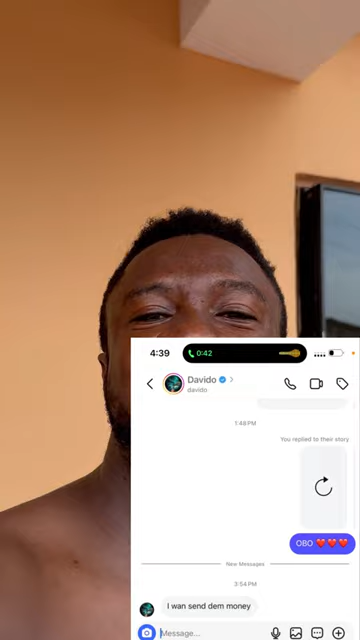 4:39
0:42
Davido
davido
1:48 PM
You replied to their story
OBO ❤️❤️❤️
New Messages
3:54 PM
I wan send dem money
Message...